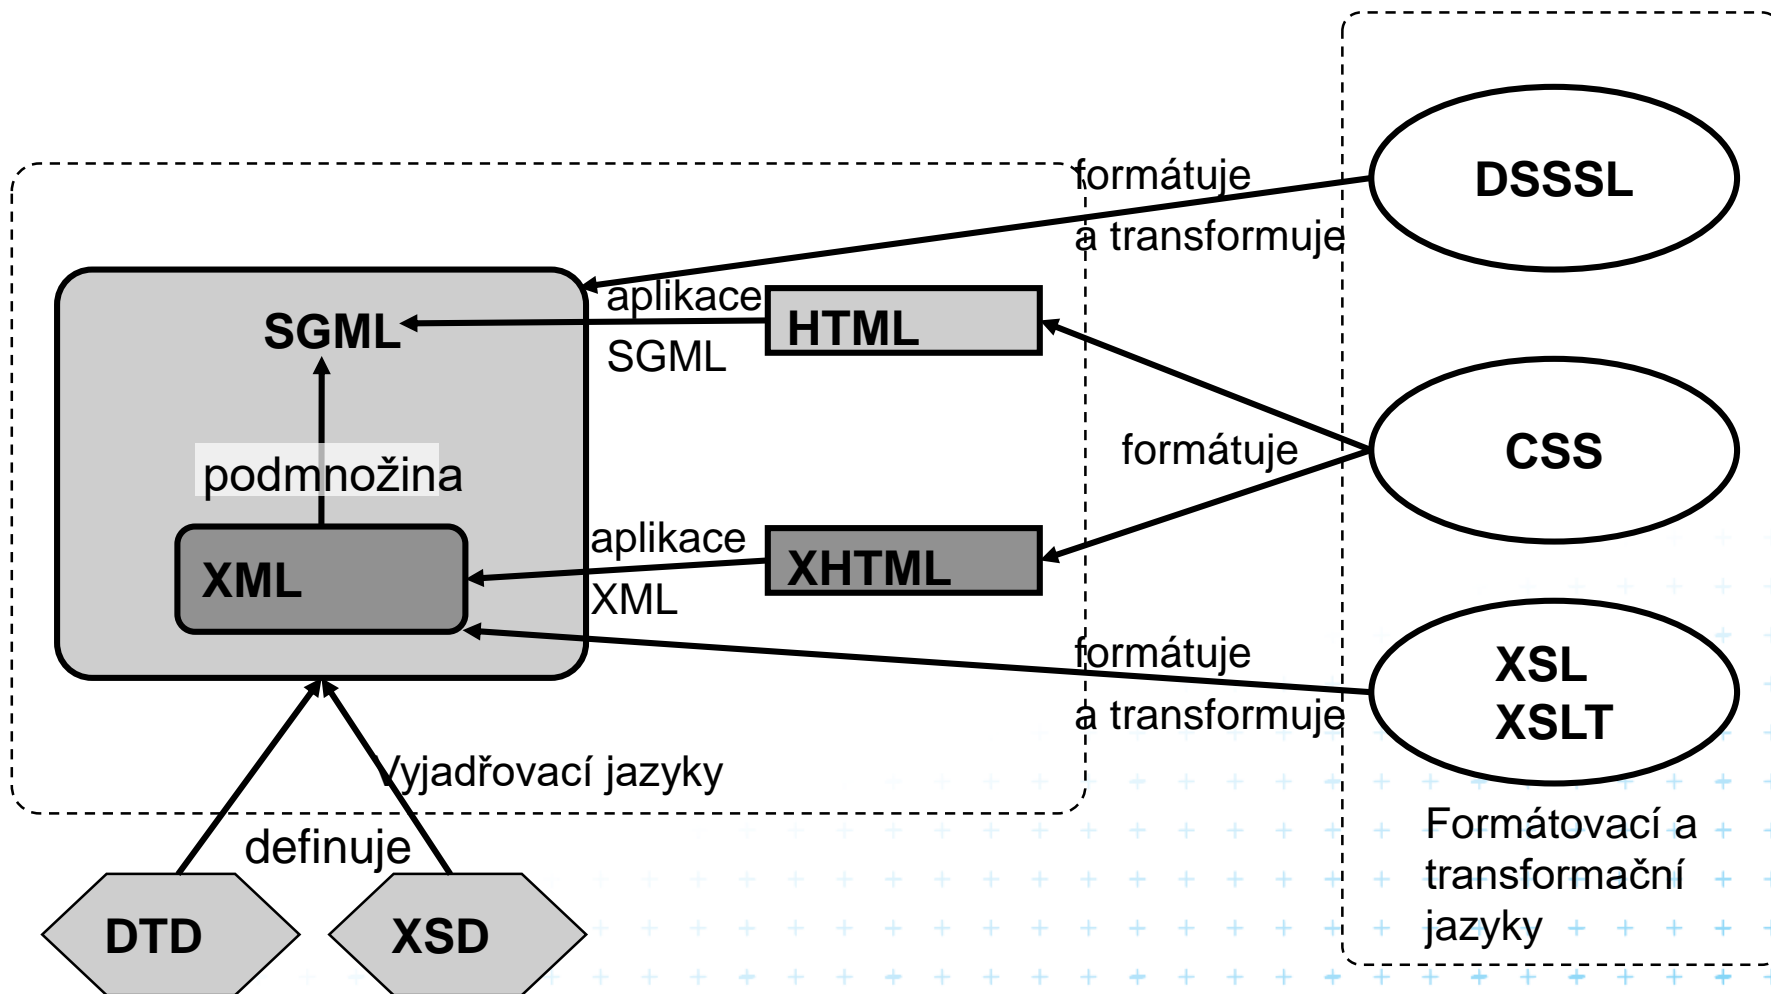 formátuje
a transformuje
DSSSL
aplikace
SGML
SGML
HTML
formátuje
CSS
podmnožina
XML
aplikace
XML
XHTML
formátuje
a transformuje
XSL
XSLT
Vyjadřovací jazyky
definuje
DTD
XSD
Formátovací a
transformační
jazyky